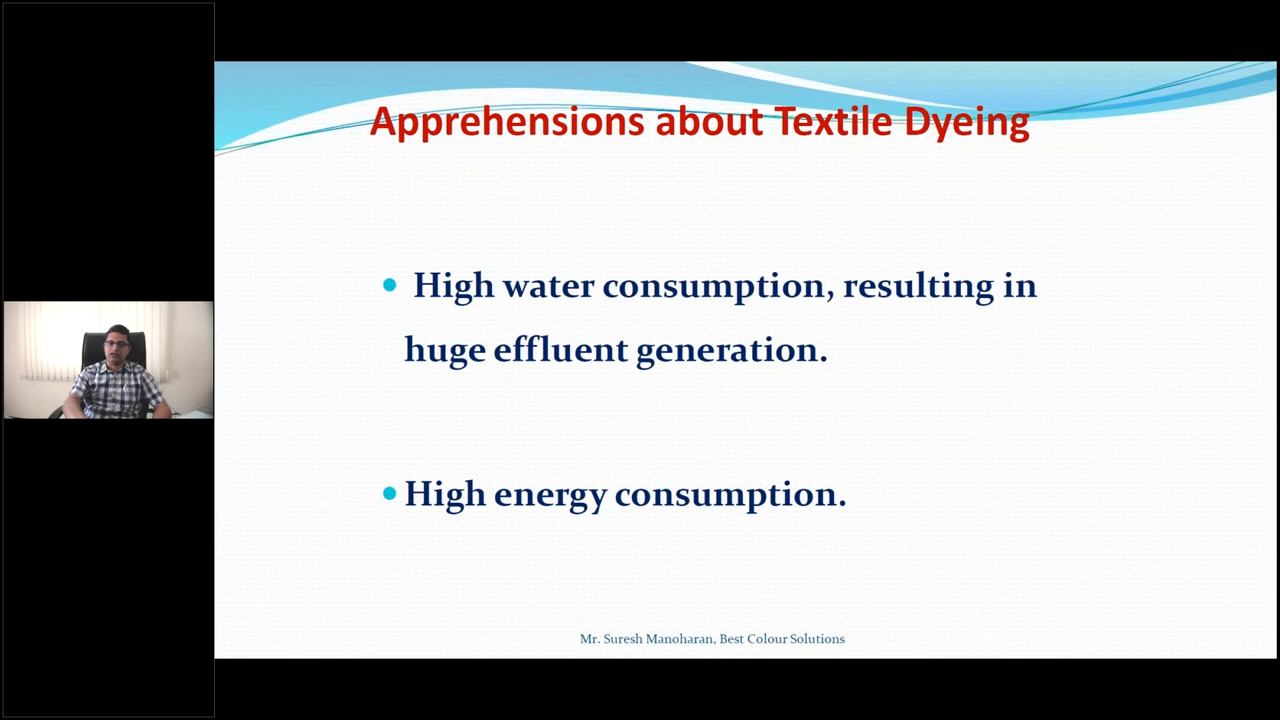 Apprehensions about Textile Dyeing
• High water consumption, resulting in
huge effluent generation.
• High energy consumption.
Mr. Suresh Manoharan, Best Colour Solutions